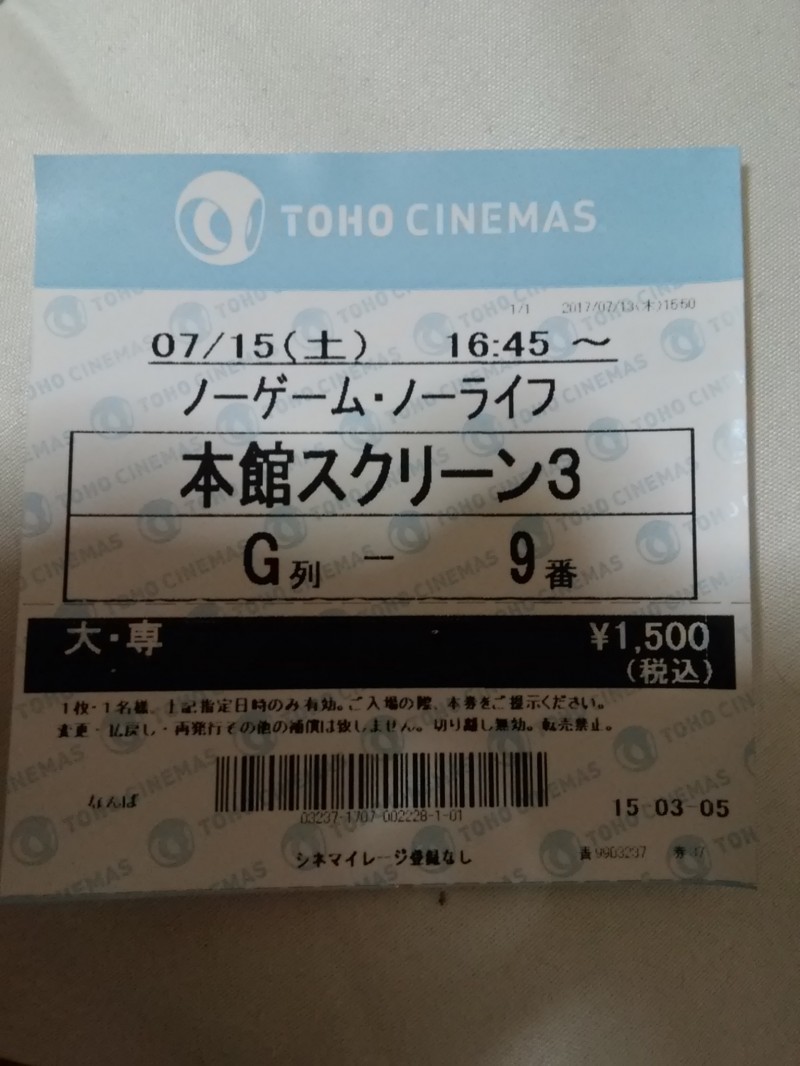 TOHO CINEMAS
1/1 2017/07/13(木)15:50
07/15(土) 16:45 ～
ノーゲーム・ノーライフ
本館スクリーン3
G列 ー 9番
大・専 ¥1,500
(税込)
1枚・1名様、上記指定日時のみ有効。ご入場の際、本券をご提示ください。
変更・払戻し・再発行その他の補償は致しません。切り離し無効。転売禁止。
なんば
03237-1707-002228-1-01
15-03-05
シネマイレージ登録なし